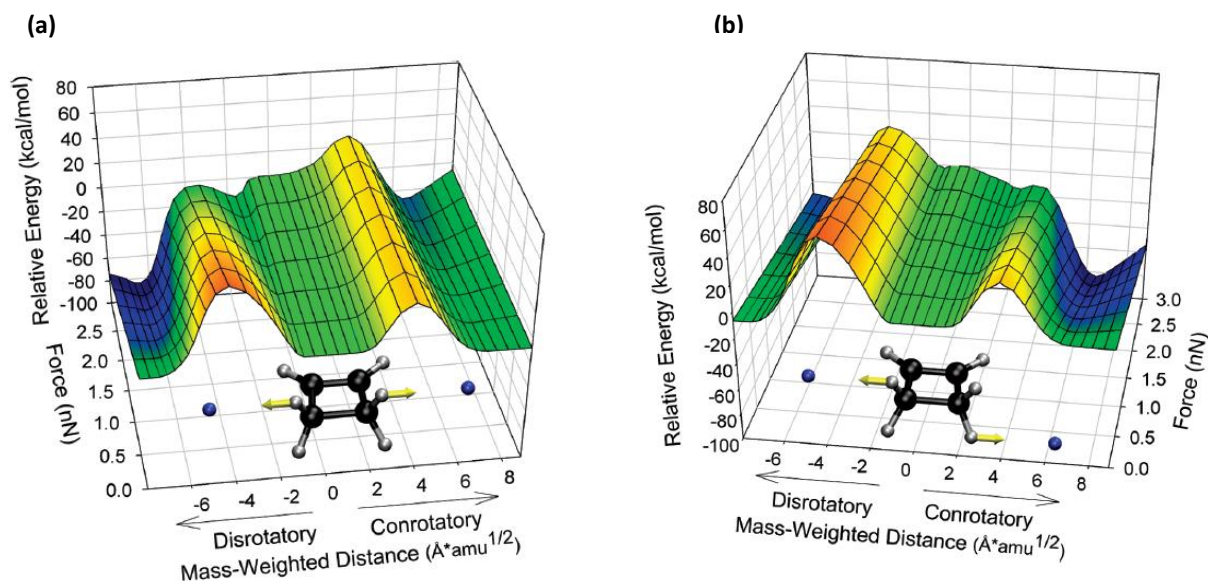 (a)
80
60
40
20
0
-20
-40
-60
-80
-100
Relative Energy (kcal/mol)
2.5
2.0
1.5
1.0
0.5
0.0
Force (nN)
-6 -4 -2 0 2 4 6 8
Disrotatory Conrotatory
Mass-Weighted Distance (Å*amu1/2)
(b)
80
60
40
20
0
-20
-40
-60
-80
-100
Relative Energy (kcal/mol)
3.0
2.5
2.0
1.5
1.0
0.5
0.0
Force (nN)
-6 -4 -2 0 2 4 6 8
Disrotatory Conrotatory
Mass-Weighted Distance (Å*amu1/2)